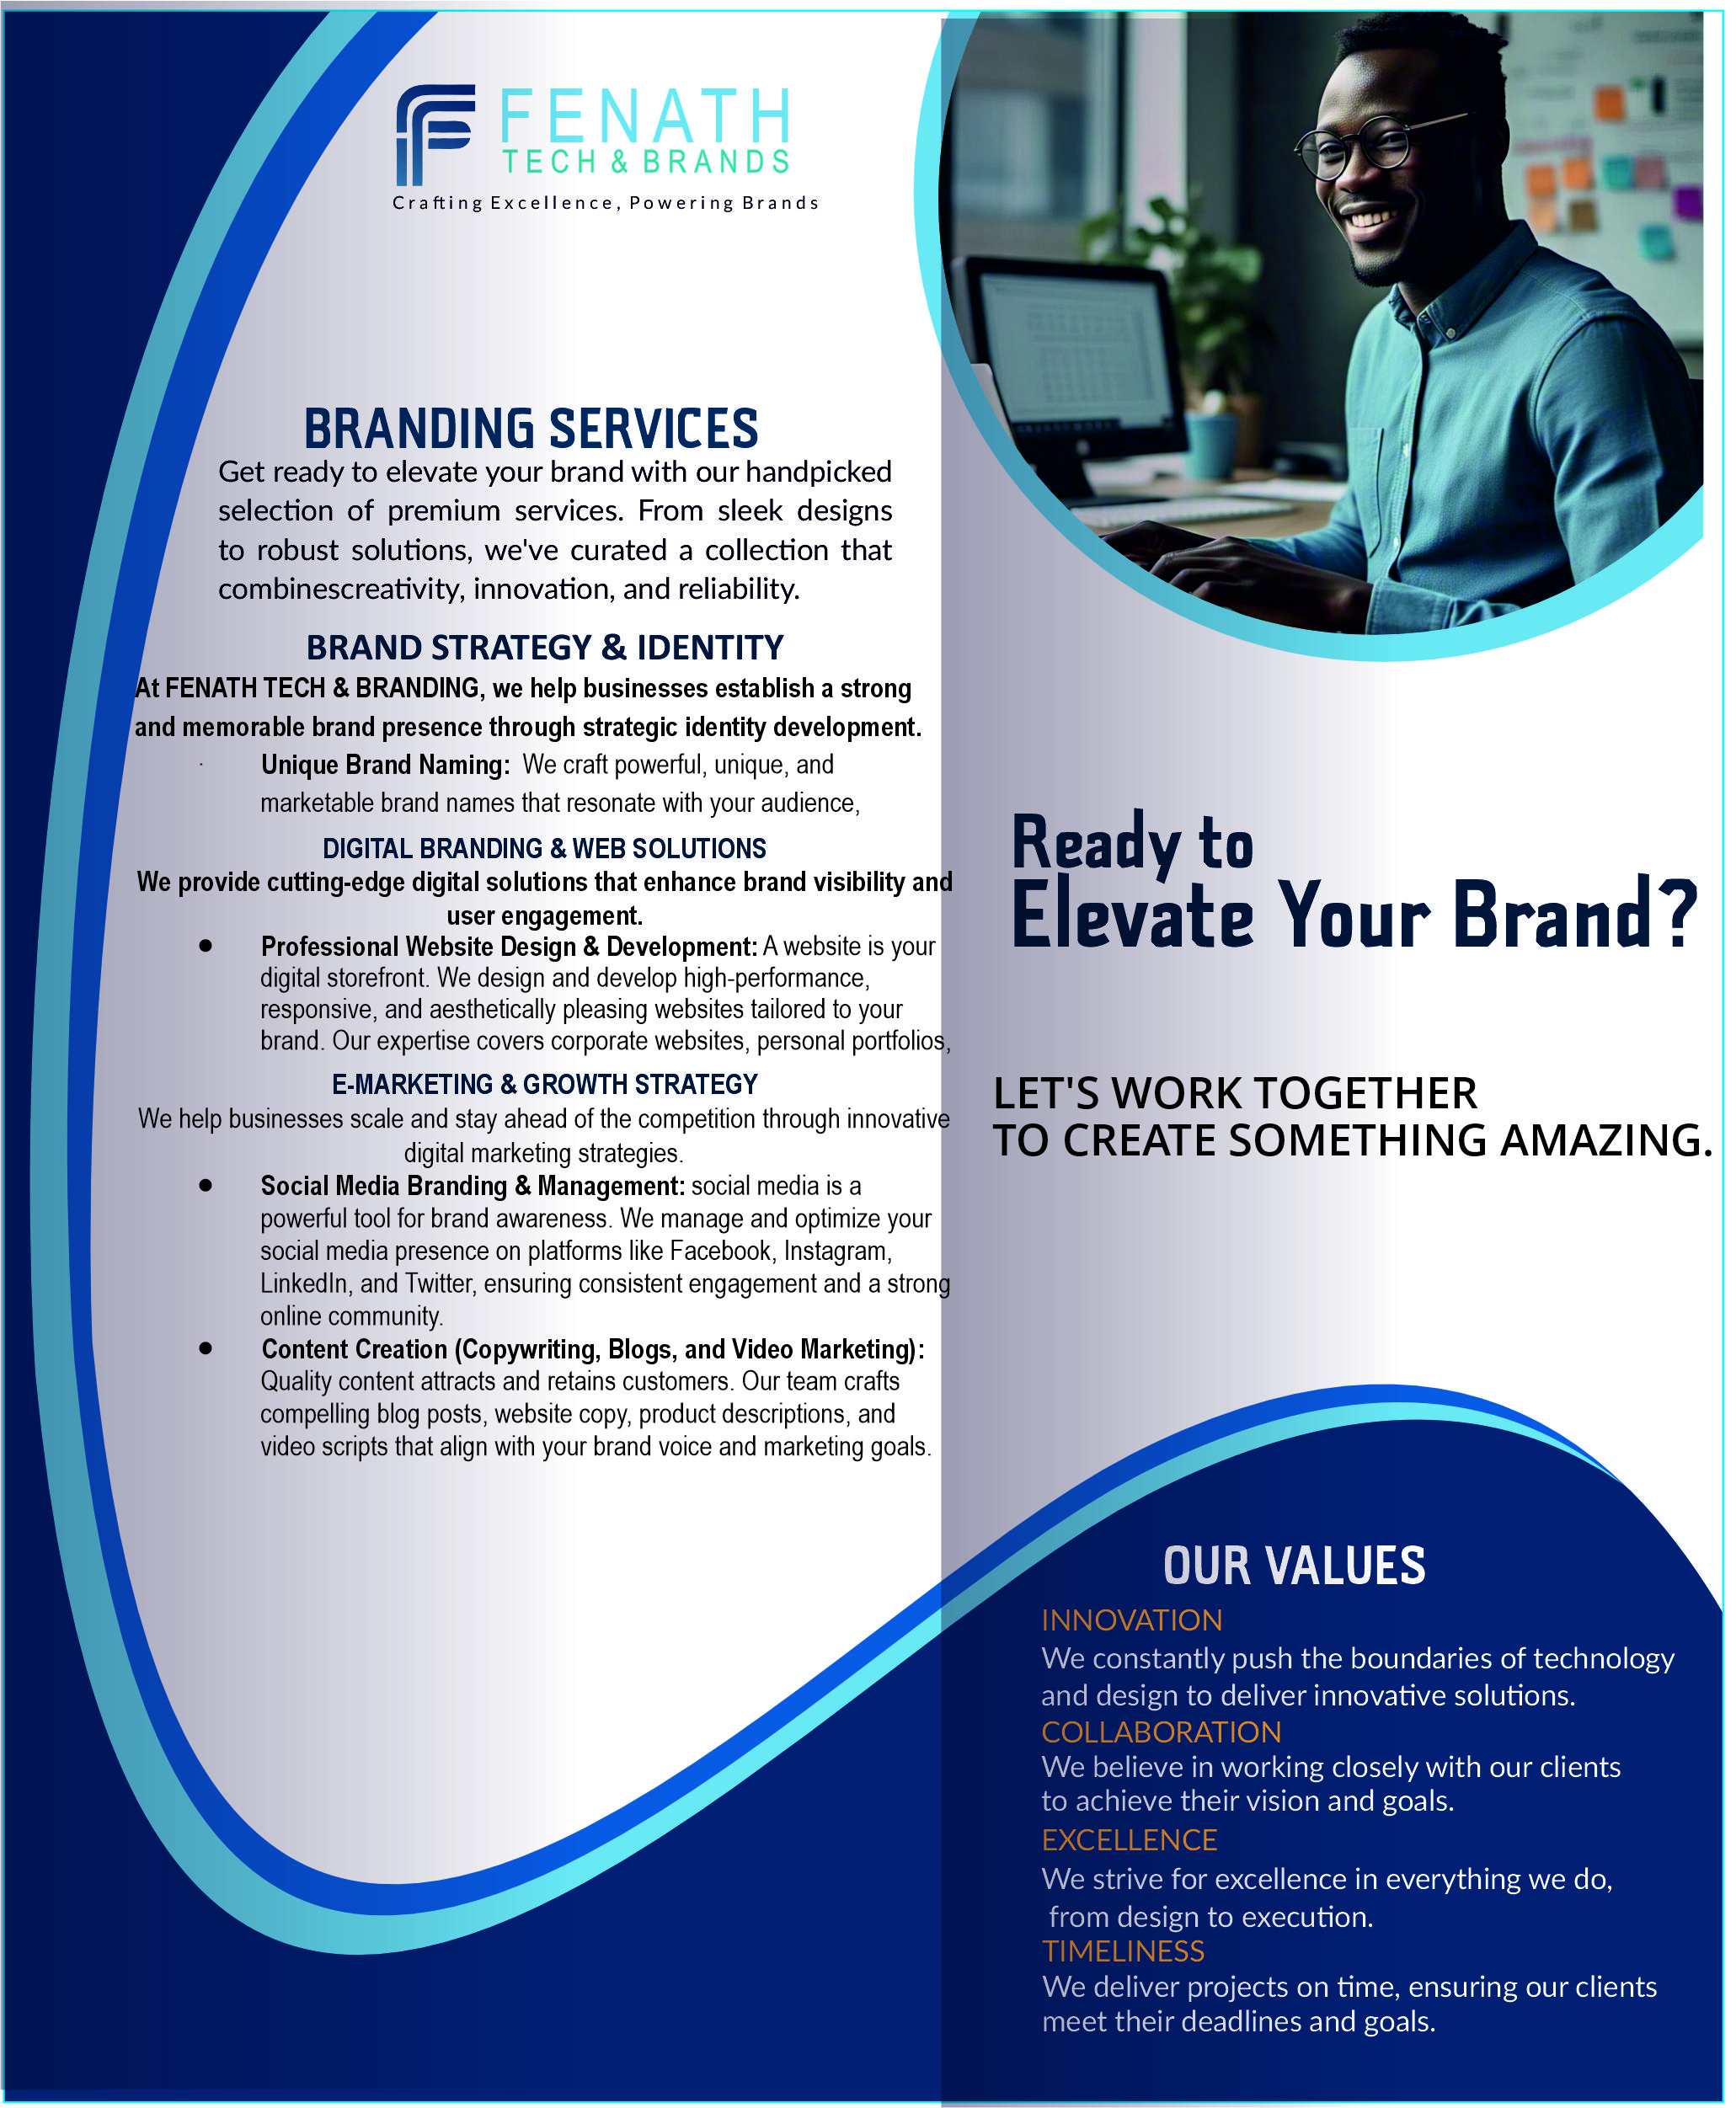 FENATH
TECH & BRANDS
Crafting Excellence, Powering Brands
BRANDING SERVICES
Get ready to elevate your brand with our handpicked
selection of premium services. From sleek designs
to robust solutions, we've curated a collection that
combinescreativity, innovation, and reliability.
BRAND STRATEGY & IDENTITY
At FENATH TECH & BRANDING, we help businesses establish a strong
and memorable brand presence through strategic identity development.
· Unique Brand Naming: We craft powerful, unique, and
marketable brand names that resonate with your audience,
DIGITAL BRANDING & WEB SOLUTIONS
We provide cutting-edge digital solutions that enhance brand visibility and
user engagement.
● Professional Website Design & Development: A website is your
digital storefront. We design and develop high-performance,
responsive, and aesthetically pleasing websites tailored to your
brand. Our expertise covers corporate websites, personal portfolios,
E-MARKETING & GROWTH STRATEGY
We help businesses scale and stay ahead of the competition through innovative
digital marketing strategies.
● Social Media Branding & Management: social media is a
powerful tool for brand awareness. We manage and optimize your
social media presence on platforms like Facebook, Instagram,
LinkedIn, and Twitter, ensuring consistent engagement and a strong
online community.
● Content Creation (Copywriting, Blogs, and Video Marketing):
Quality content attracts and retains customers. Our team crafts
compelling blog posts, website copy, product descriptions, and
video scripts that align with your brand voice and marketing goals.
Ready to
Elevate Your Brand?
LET'S WORK TOGETHER
TO CREATE SOMETHING AMAZING.
OUR VALUES
INNOVATION
We constantly push the boundaries of technology
and design to deliver innovative solutions.
COLLABORATION
We believe in working closely with our clients
to achieve their vision and goals.
EXCELLENCE
We strive for excellence in everything we do,
from design to execution.
TIMELINESS
We deliver projects on time, ensuring our clients
meet their deadlines and goals.